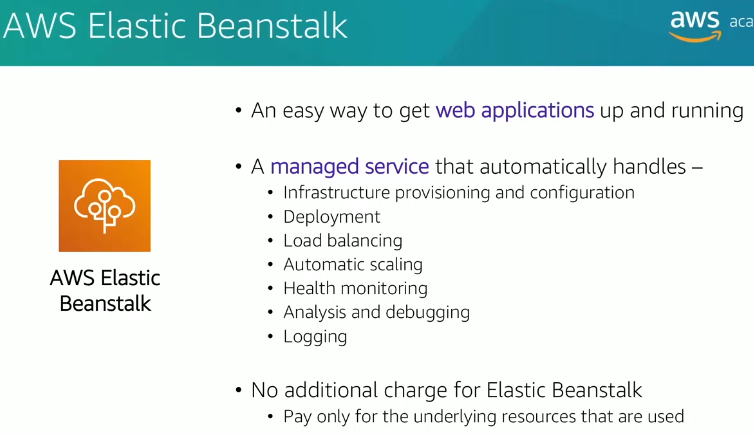 AWS Elastic Beanstalk
aws aca
• An easy way to get web applications up and running
• A managed service that automatically handles –
• Infrastructure provisioning and configuration
• Deployment
• Load balancing
• Automatic scaling
• Health monitoring
• Analysis and debugging
• Logging
AWS Elastic
Beanstalk
• No additional charge for Elastic Beanstalk
• Pay only for the underlying resources that are used